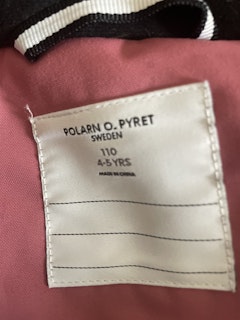 POLARN O. PYRET
SWEDEN
110
4-5 YRS
MADE IN CHINA